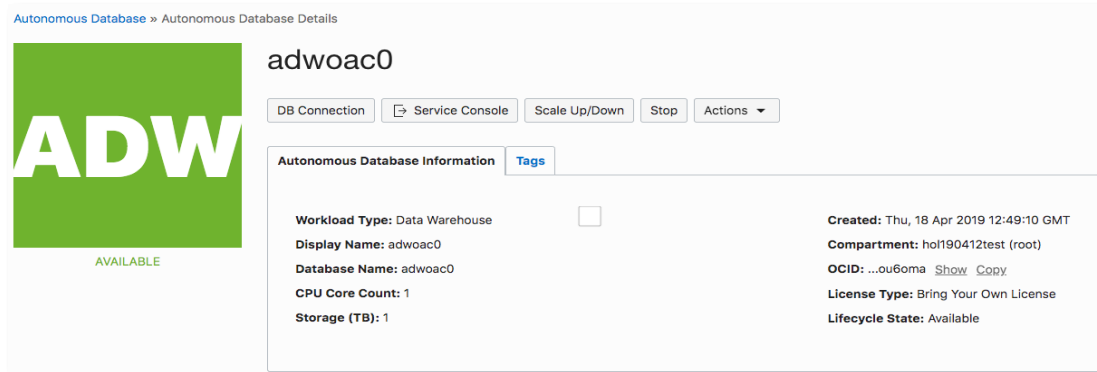 Autonomous Database » Autonomous Database Details
ADW
AVAILABLE
adwoac0
DB Connection Service Console Scale Up/Down Stop Actions
Autonomous Database Information Tags
Workload Type: Data Warehouse
Display Name: adwoac0
Database Name: adwoac0
CPU Core Count: 1
Storage (TB): 1
Created: Thu, 18 Apr 2019 12:49:10 GMT
Compartment: hol190412test (root)
OCID: ...ou6oma Show Copy
License Type: Bring Your Own License
Lifecycle State: Available